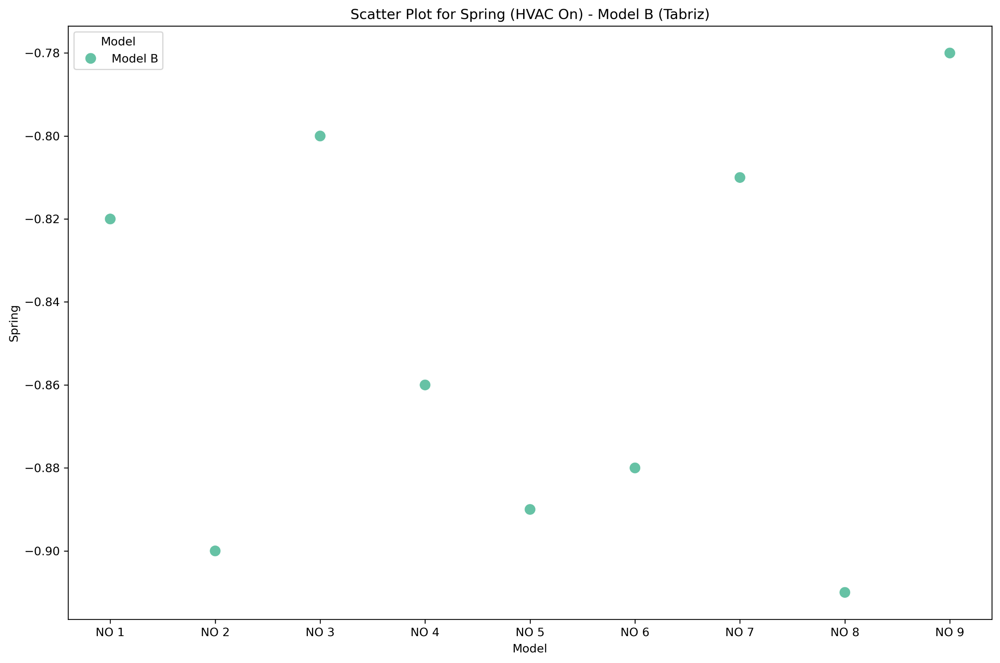 Scatter Plot for Spring (HVAC On) - Model B (Tabriz)
Model
Model B
−0.78
−0.80
−0.82
−0.84
−0.86
−0.88
−0.90
Spring
NO 1 NO 2 NO 3 NO 4 NO 5 NO 6 NO 7 NO 8 NO 9
Model